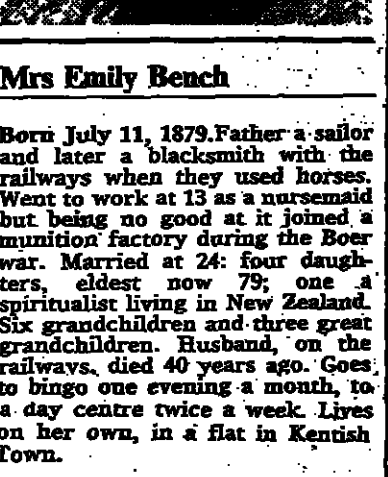 Mrs Emily Bench
Born July 11, 1879.Father a sailor
and later a blacksmith with the
railways when they used horses.
Went to work at 13 as a nursemaid
but being no good at it joined a
munition factory during the Boer
war. Married at 24: four daugh-
ters, eldest now 79; one a
spiritualist living in New Zealand.
Six grandchildren and three great
grandchildren. Husband, on the
railways, died 40 years ago. Goes
to bingo one evening a month, to
a day centre twice a week. Lives
on her own, in a flat in Kentish
Town.